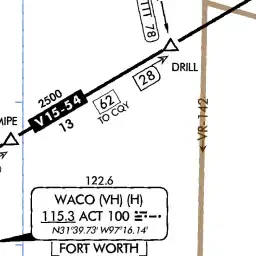 TTT 78
DRILL
28
2500
V15-54
62
TO CQY
13
VR-142
122.6
WACO (VH) (H)
115.3 ACT 100
N31°39.73' W97°16.14'
FORT WORTH